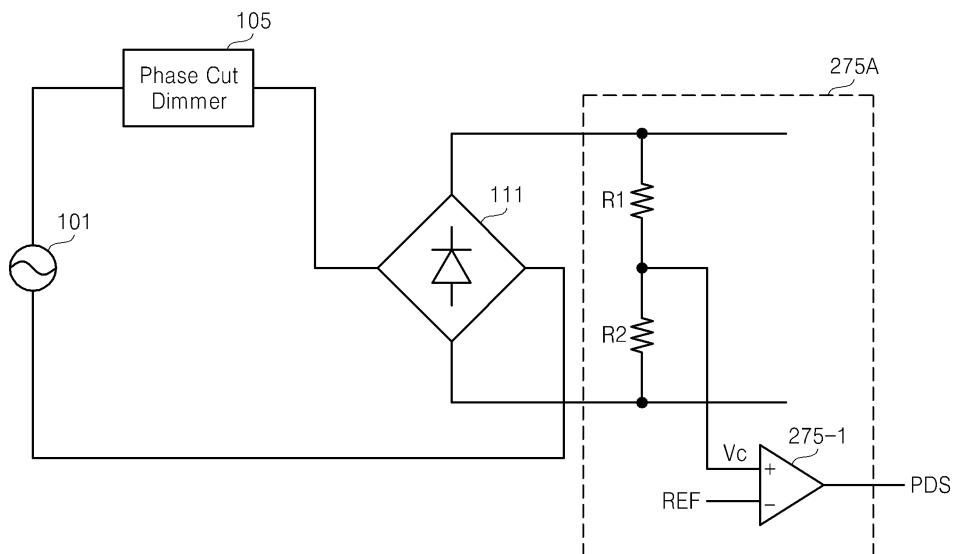 105
Phase Cut
Dimmer
275A
R1
111
101
R2
275-1
Vc
+
REF
−
PDS